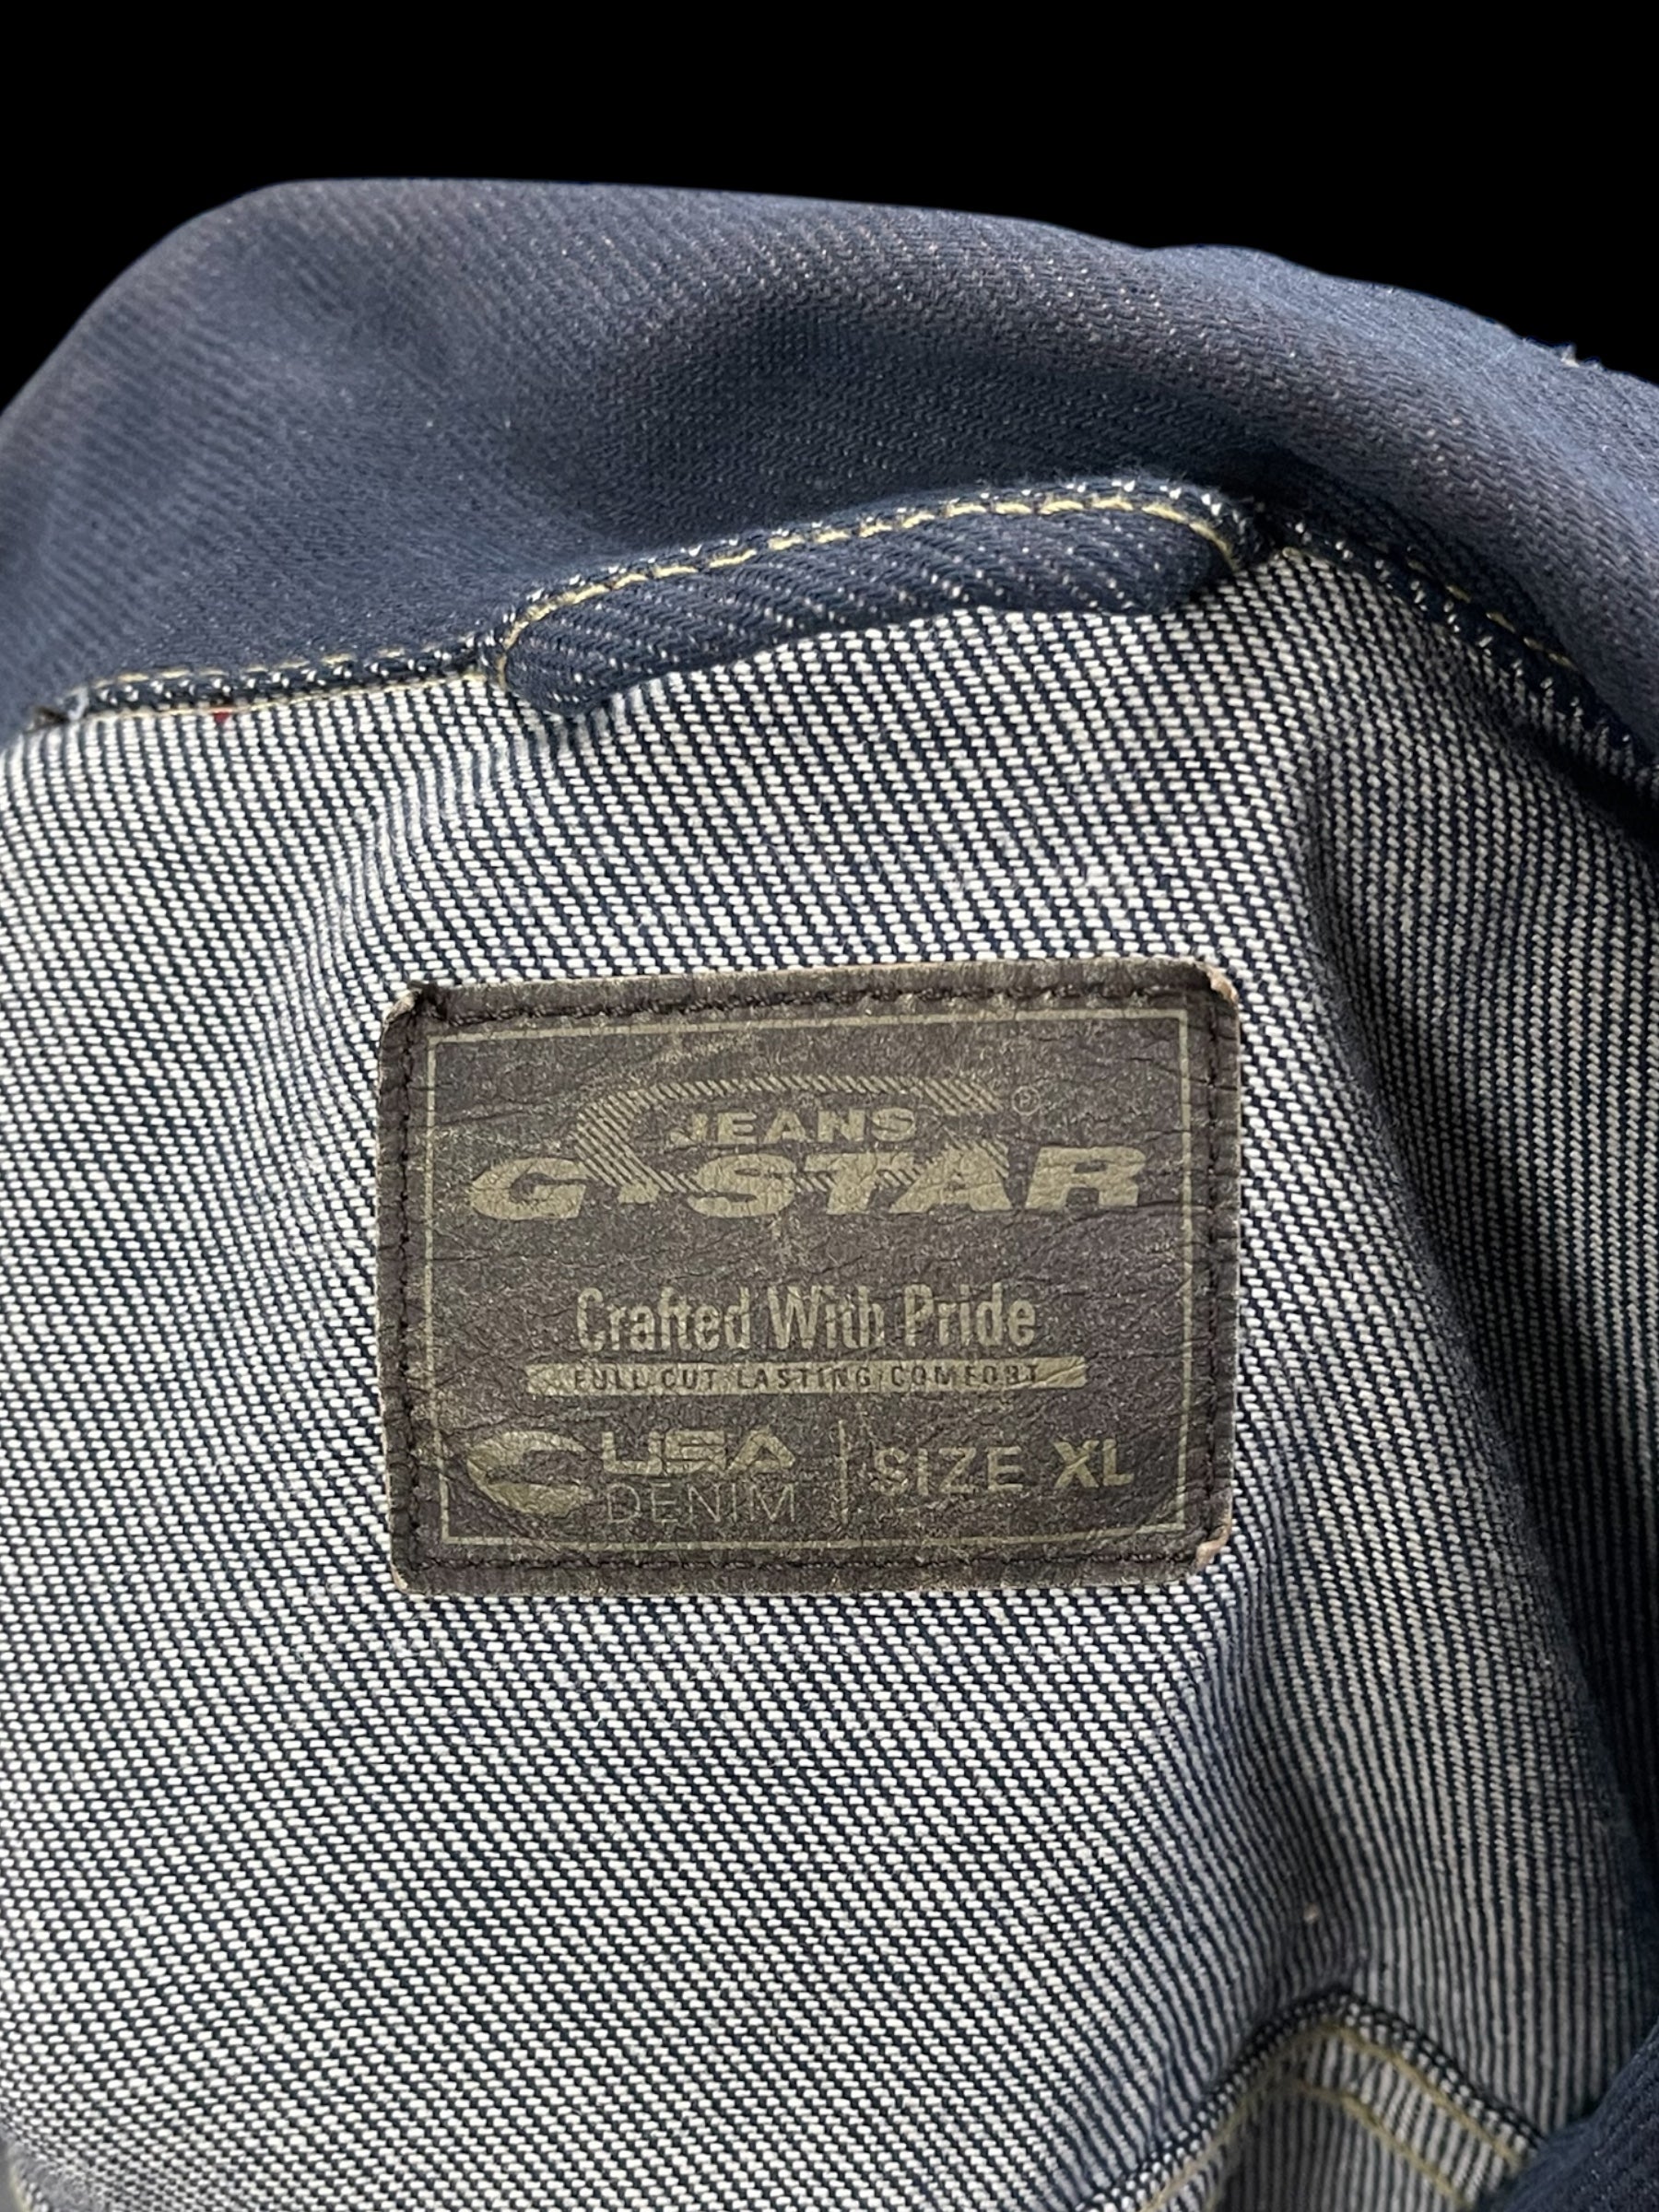 JEANS ®
G-STAR
Crafted With Pride
FULL CUT LASTING COMFORT
USA
DENIM
SIZE XL